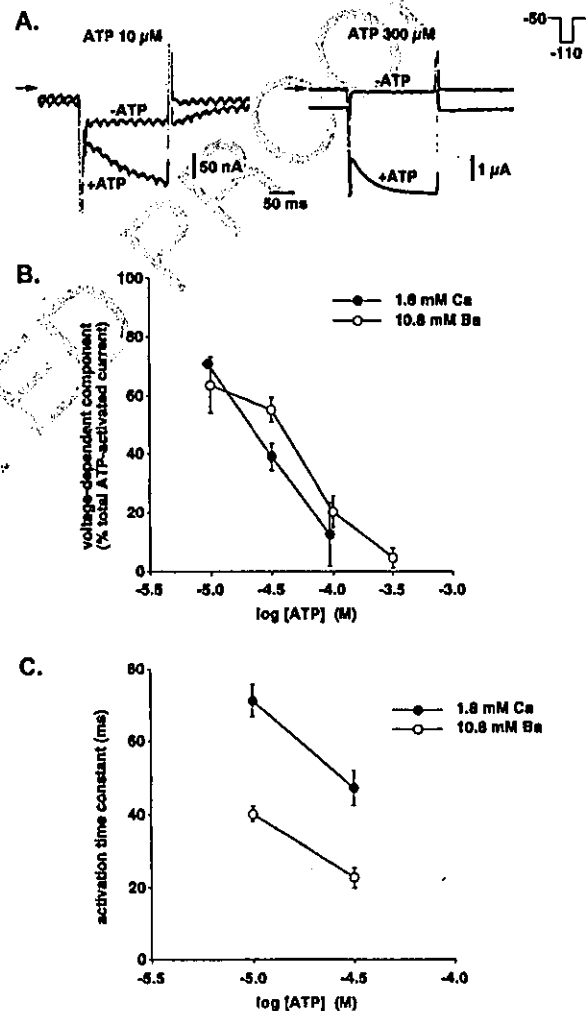 A.
ATP 10 µM
ATP 300 µM
-50
-110
-ATP
-ATP
+ATP
+ATP
50 nA
1 µA
50 ms
B.
voltage-dependent component
(% total ATP-activated current)
100
80
60
40
20
0
1.8 mM Ca
10.8 mM Ba
-5.5 -5.0 -4.5 -4.0 -3.5 -3.0
log [ATP] (M)
C.
activation time constant (ms)
80
60
40
20
0
1.8 mM Ca
10.8 mM Ba
-5.5 -5.0 -4.5 -4.0
log [ATP] (M)